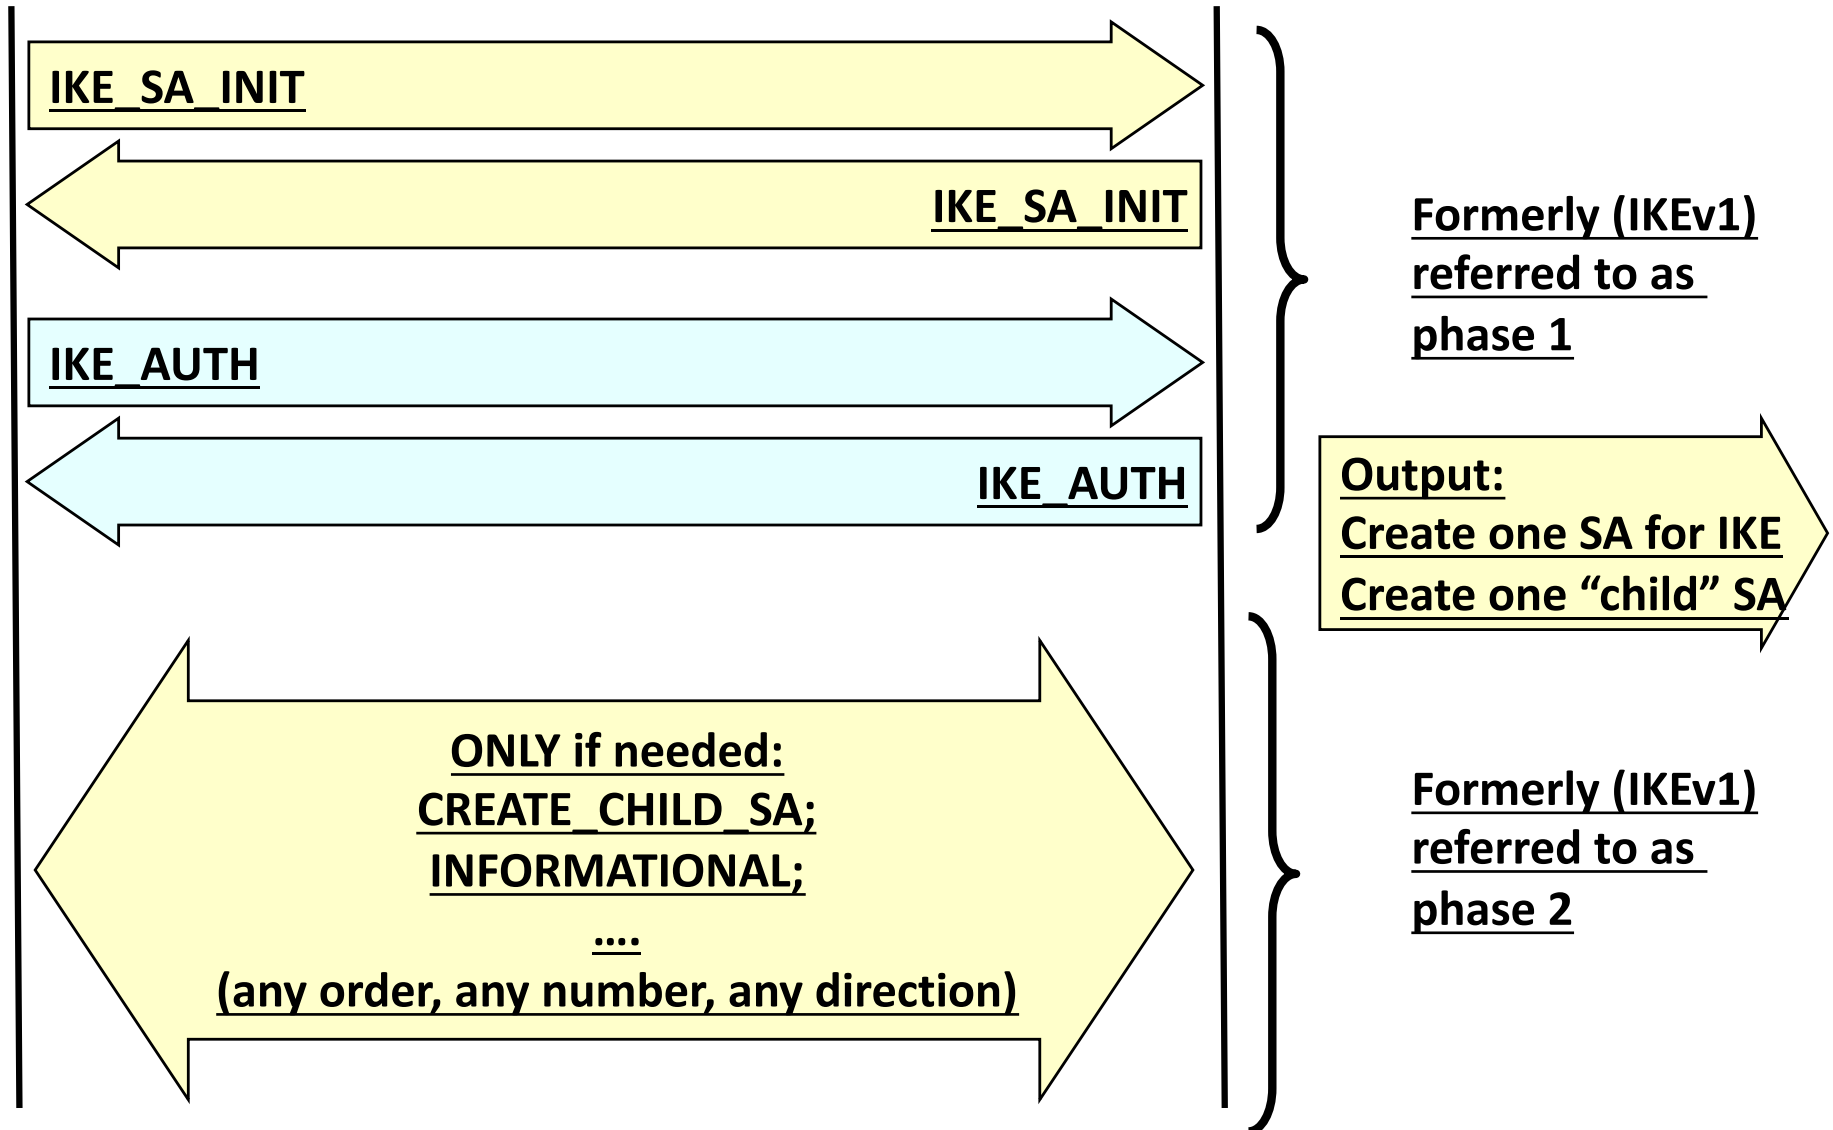 IKE_SA_INIT
IKE_SA_INIT
Formerly (IKEv1)
referred to as
phase 1
IKE_AUTH
IKE_AUTH
Output:
Create one SA for IKE
Create one “child” SA
ONLY if needed:
CREATE_CHILD_SA;
INFORMATIONAL;
....
(any order, any number, any direction)
Formerly (IKEv1)
referred to as
phase 2